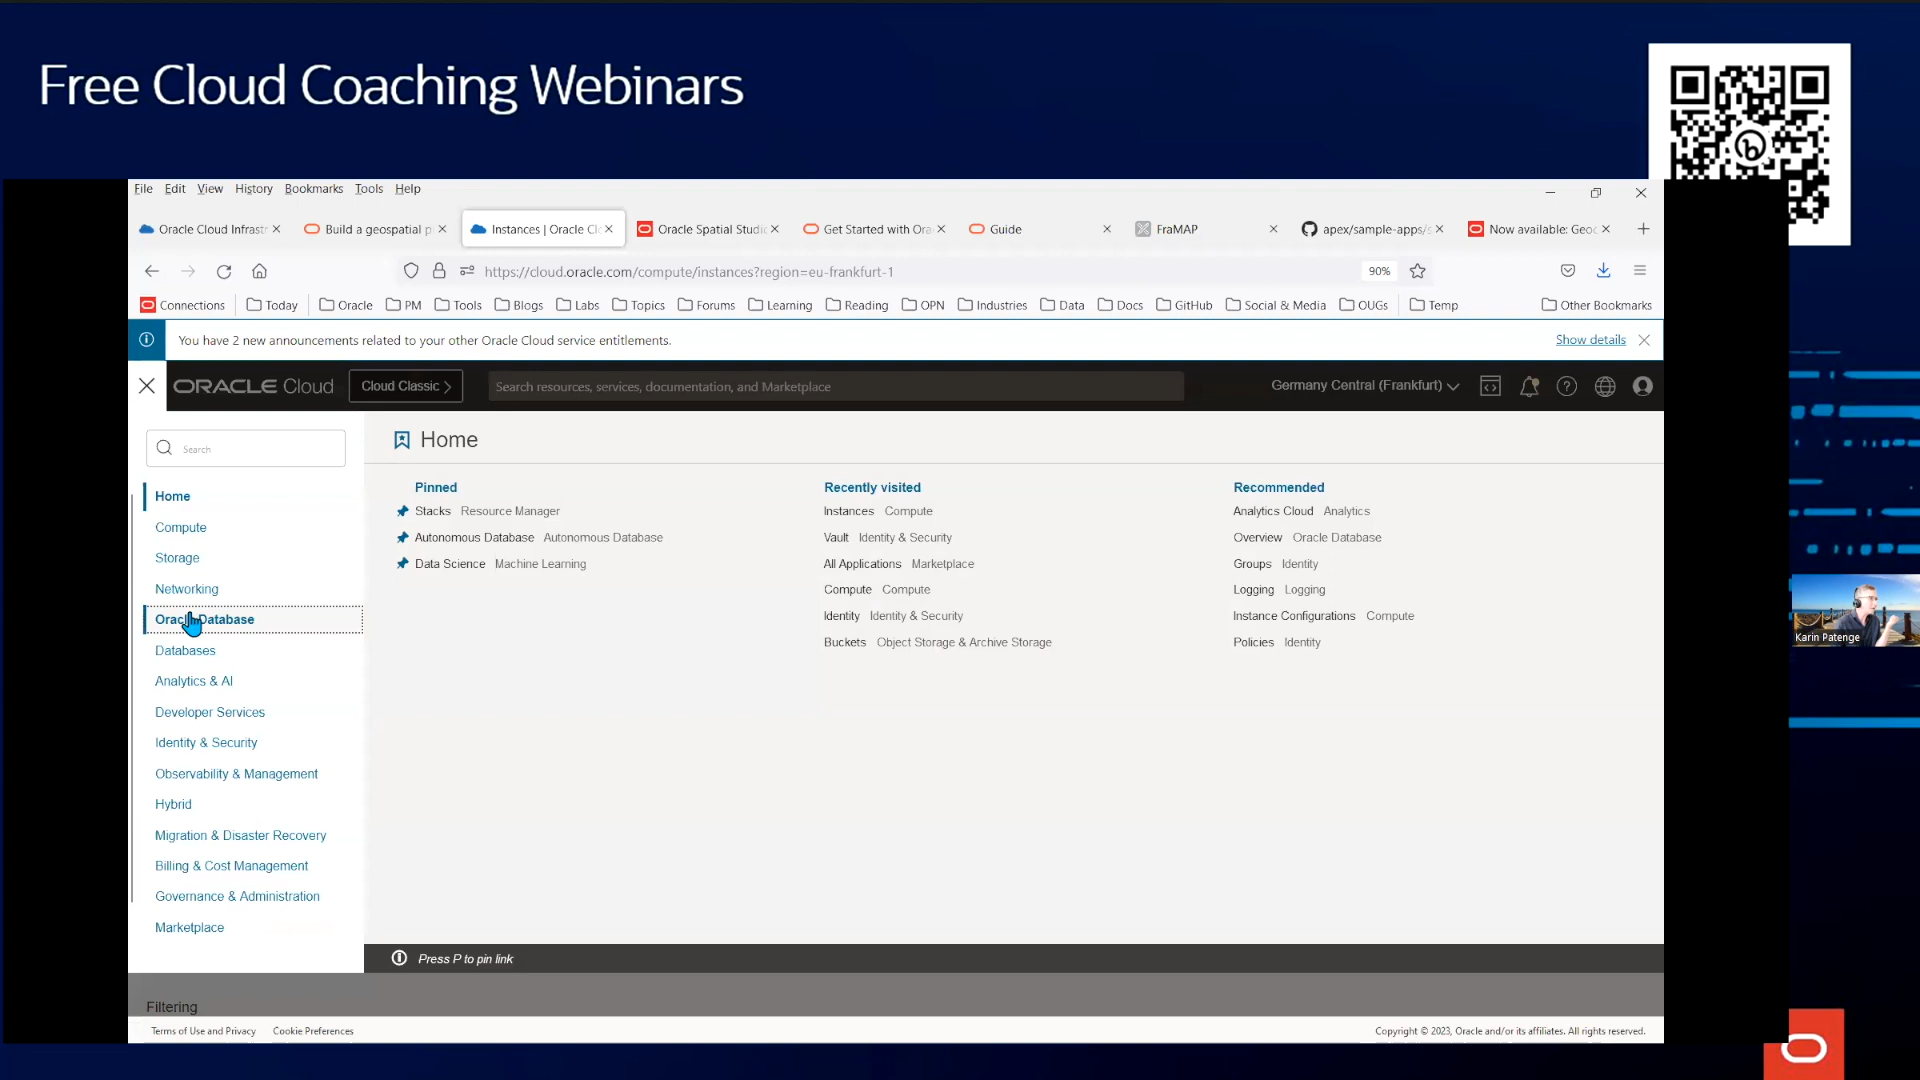 Free Cloud Coaching Webinars
File Edit View History Bookmarks Tools Help
Oracle Cloud Infrast Build a geospatial p Instances | Oracle Clo Oracle Spatial Studi Get Started with Ora Guide FraMAP apex/sample-apps/s Now available: Geoc
https://cloud.oracle.com/compute/instances?region=eu-frankfurt-1 90%
Connections Today Oracle PM Tools Blogs Labs Topics Forums Learning Reading OPN Industries Data Docs GitHub Social & Media OUGs Temp Other Bookmarks
You have 2 new announcements related to your other Oracle Cloud service entitlements. Show details
ORACLE Cloud Cloud Classic Search resources, services, documentation, and Marketplace Germany Central (Frankfurt)
Search
Home
Compute
Storage
Networking
Oracle Database
Databases
Analytics & AI
Developer Services
Identity & Security
Observability & Management
Hybrid
Migration & Disaster Recovery
Billing & Cost Management
Governance & Administration
Marketplace
Home
Pinned
Stacks Resource Manager
Autonomous Database Autonomous Database
Data Science Machine Learning
Recently visited
Instances Compute
Vault Identity & Security
All Applications Marketplace
Compute Compute
Identity Identity & Security
Buckets Object Storage & Archive Storage
Recommended
Analytics Cloud Analytics
Overview Oracle Database
Groups Identity
Logging Logging
Instance Configurations Compute
Policies Identity
Press P to pin link
Karin Patenge
Filtering
Terms of Use and Privacy Cookie Preferences Copyright © 2023, Oracle and/or its affiliates. All rights reserved.